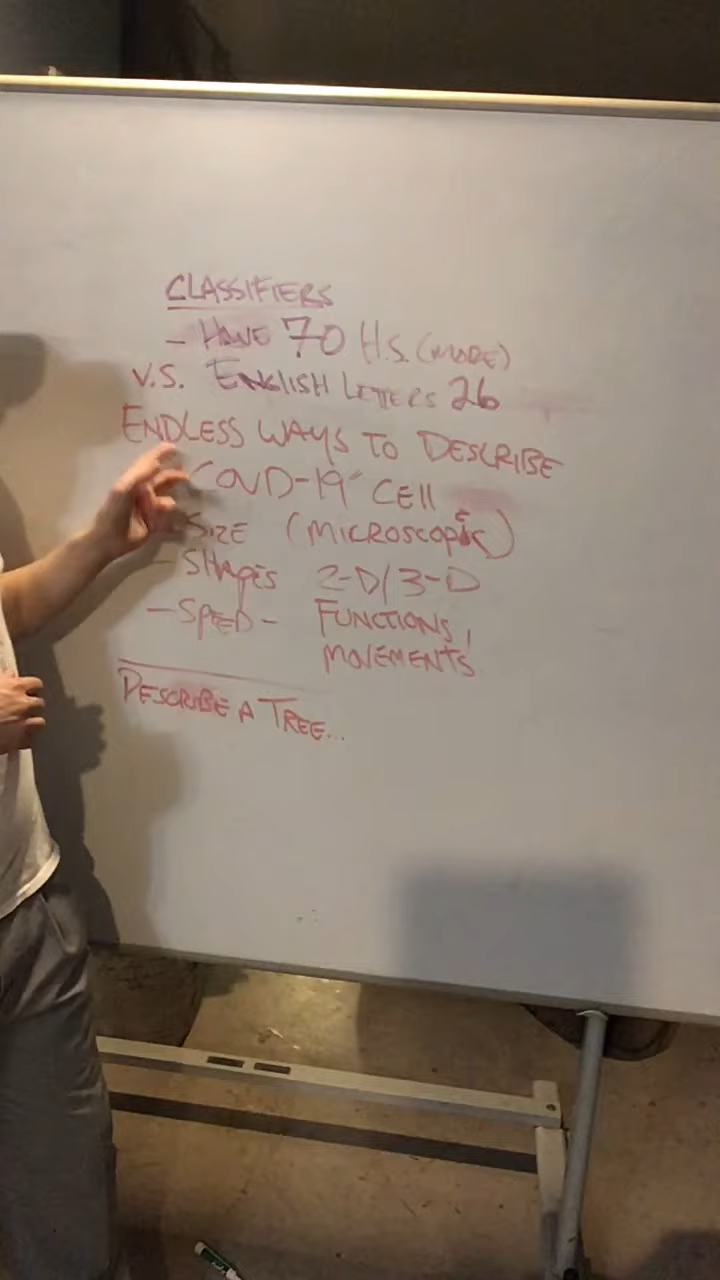 CLASSIFIERS
- HAVE 70 H.S. (MORE)
V.S. ENGLISH LETTERS 26
ENDLESS WAYS TO DESCRIBE
COVID-19 CELL
SIZE (MICROSCOPIC)
- SHAPES 2-D/3-D
- SPEED - FUNCTIONS,
MOVEMENTS
DESCRIBE A TREE...